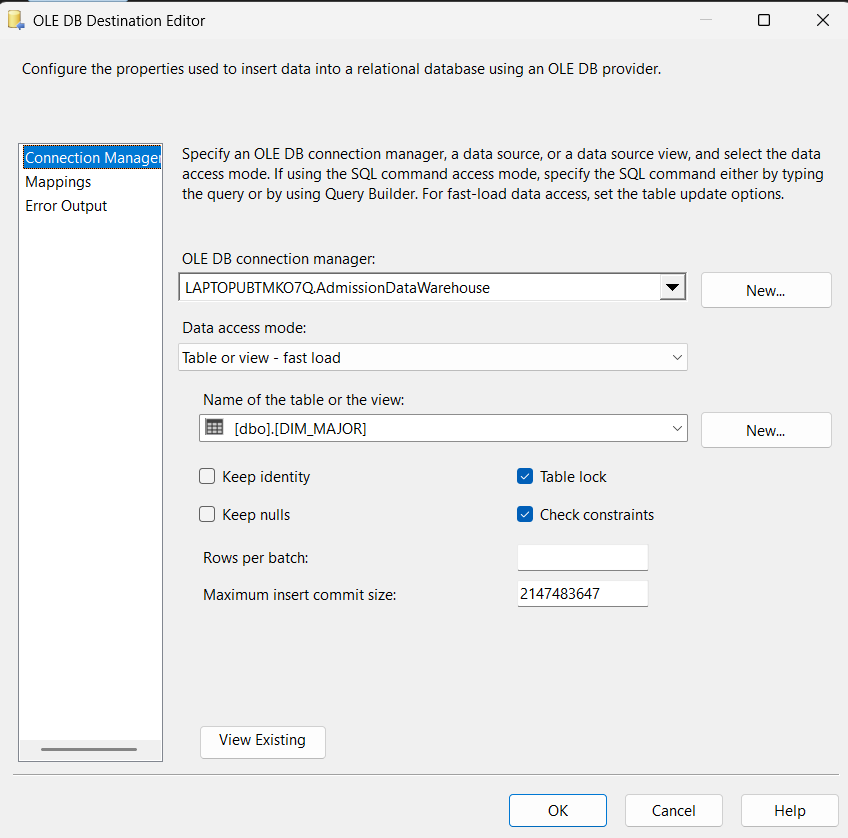 OLE DB Destination Editor
Configure the properties used to insert data into a relational database using an OLE DB provider.
Connection Manager
Mappings
Error Output
Specify an OLE DB connection manager, a data source, or a data source view, and select the data
access mode. If using the SQL command access mode, specify the SQL command either by typing
the query or by using Query Builder. For fast-load data access, set the table update options.
OLE DB connection manager:
LAPTOPUBTMKO7Q.AdmissionDataWarehouse
New...
Data access mode:
Table or view - fast load
Name of the table or the view:
[dbo].[DIM_MAJOR]
New...
Keep identity
Table lock
Keep nulls
Check constraints
Rows per batch:
Maximum insert commit size:
2147483647
View Existing
OK
Cancel
Help